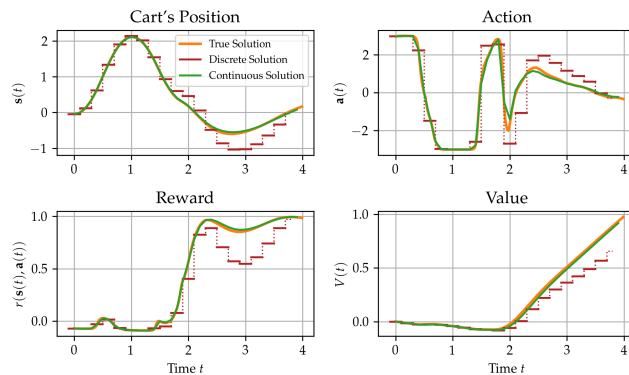 Cart's Position
Action
s(t)
2
1
0
−1
0
1
2
3
4
True Solution
Discrete Solution
Continuous Solution
a(t)
2
0
−2
0
1
2
3
4
Reward
Value
r(s(t), a(t))
1.0
0.5
0.0
0
1
2
3
4
Time t
V(t)
1.0
0.5
0.0
0
1
2
3
4
Time t